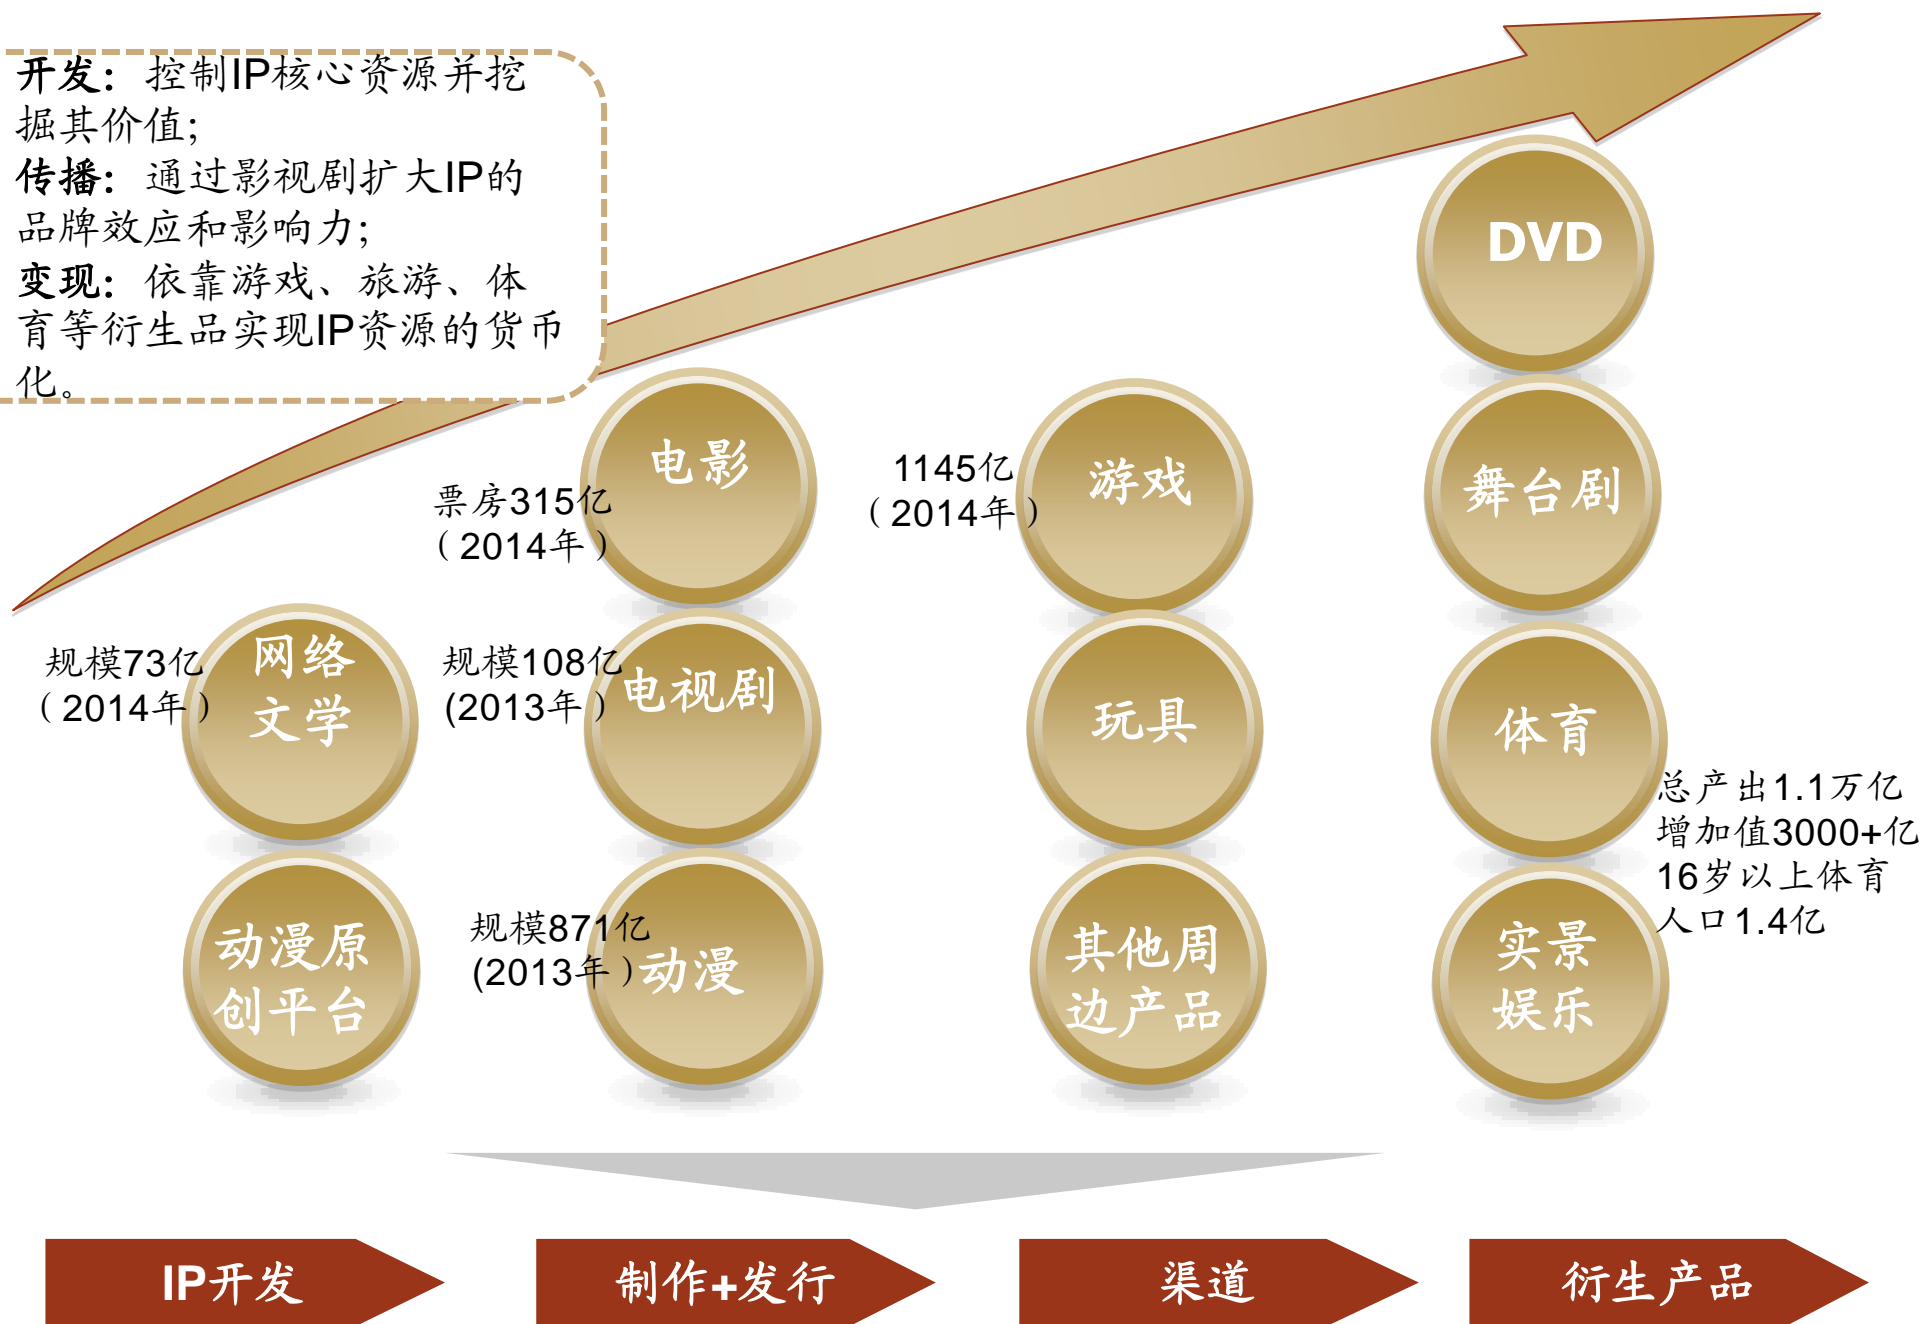 开发：控制IP核心资源并挖
掘其价值;
传播：通过影视剧扩大IP的
品牌效应和影响力;
变现：依靠游戏、旅游、体
育等衍生品实现IP资源的货币
化。
规模73亿
（2014年）
网络
文学
动漫原
创平台
票房315亿
（2014年）
电影
规模108亿
(2013年）
电视剧
规模871亿
(2013年）
动漫
1145亿
（2014年）
游戏
玩具
其他周
边产品
DVD
舞台剧
体育
总产出1.1万亿
增加值3000+亿
16岁以上体育
人口1.4亿
实景
娱乐
IP开发
制作+发行
渠道
衍生产品